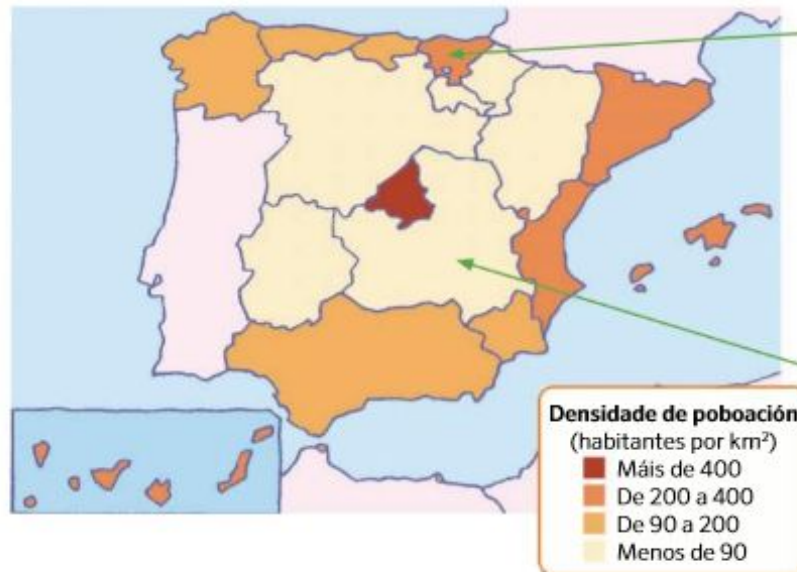 Densidade de poboación
(habitantes por km²)
Máis de 400
De 200 a 400
De 90 a 200
Menos de 90